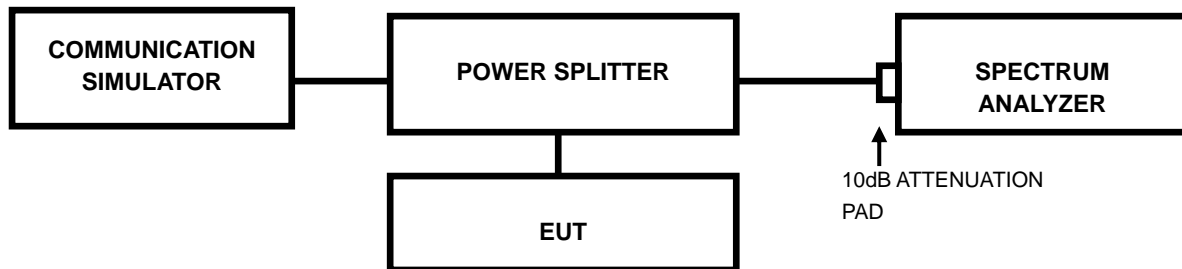 COMMUNICATION
SIMULATOR
POWER SPLITTER
SPECTRUM
ANALYZER
10dB ATTENUATION
PAD
EUT